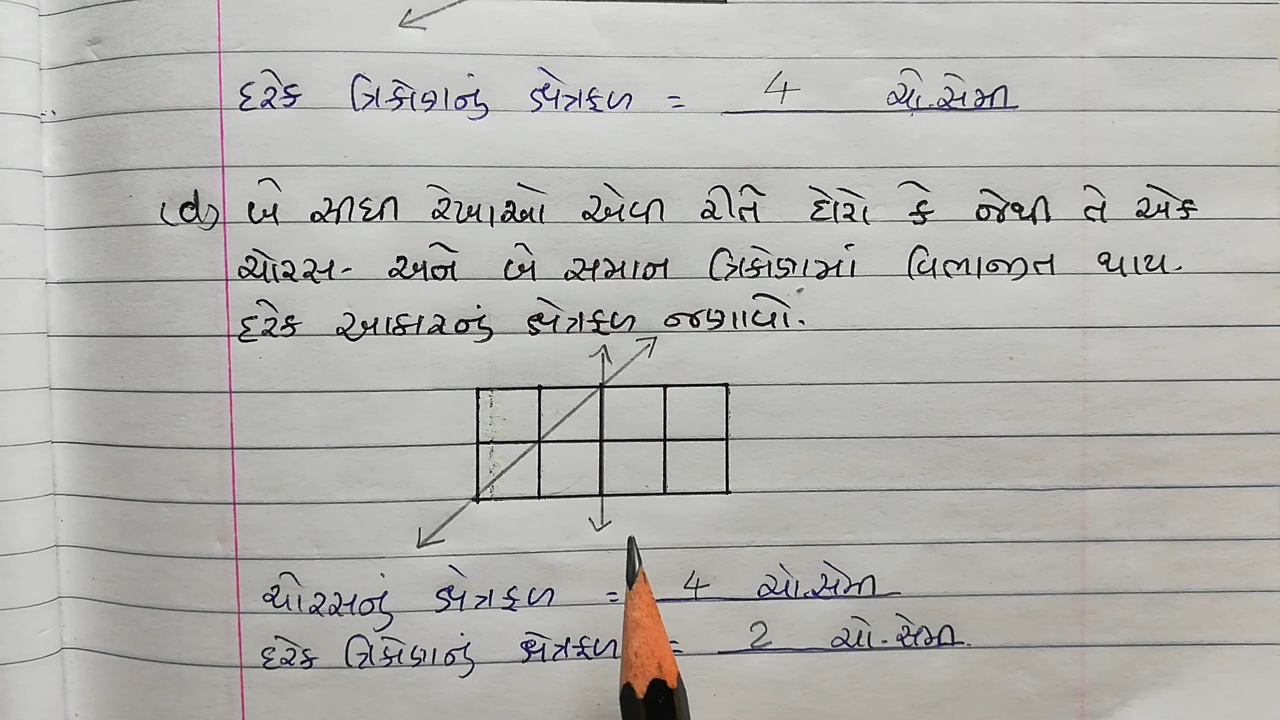 દરેક ત્રિકોણનું ક્ષેત્રફળ = 4 ચો.સેમી
(d) બે સીધી રેખાઓ એવી રીતે દોરો કે જેથી તે એક
ચોરસ- અને બે સમાન ત્રિકોણમાં વિભાજીત થાય.
દરેક આકારનું ક્ષેત્રફળ જણાવો.
ચોરસનું ક્ષેત્રફળ = 4 ચો.સેમી
દરેક ત્રિકોણનું ક્ષેત્રફળ = 2 ચો.સેમી.